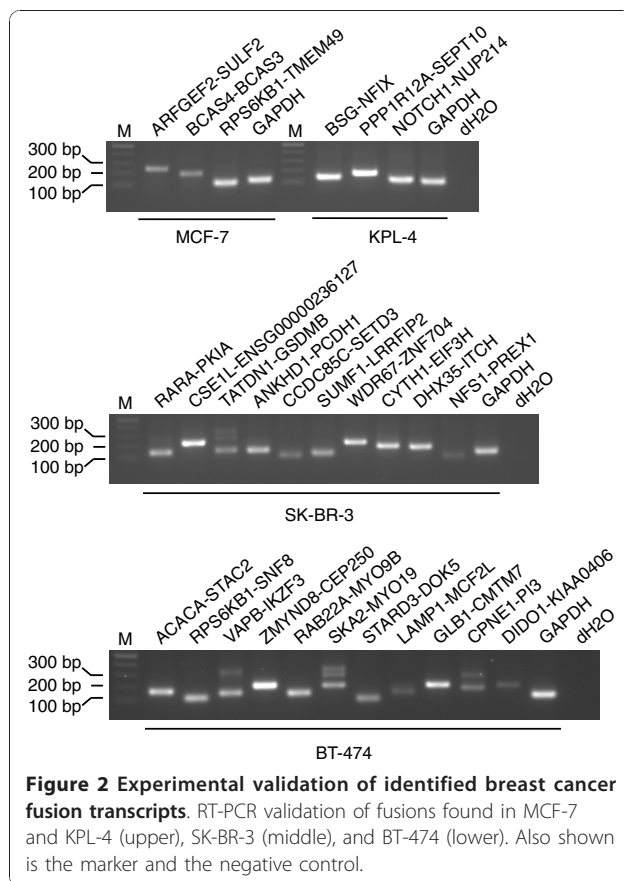 M ARFGEF2-SULF2 BCAS4-BCAS3 RPS6KB1-TMEM49 GAPDH M BSG-NFIX PPP1R12A-SEPT10 NOTCH1-NUP214 GAPDH dH2O
300 bp
200 bp
100 bp
MCF-7 KPL-4
M RARA-PKIA CSE1L-ENSG00000236127 TATDN1-GSDMB ANKHD1-PCDH1 CCDC85C-SETD3 SUMF1-LRRFIP2 WDR67-ZNF704 CYTH1-EIF3H DHX35-ITCH NFS1-PREX1 GAPDH dH2O
300 bp
200 bp
100 bp
SK-BR-3
M ACACA-STAC2 RPS6KB1-SNF8 VAPB-IKZF3 ZMYND8-CEP250 RAB22A-MYO9B SKA2-MYO19 STARD3-DOK5 LAMP1-MCF2L GLB1-CMTM7 CPNE1-PI3 DIDO1-KIAA0406 GAPDH dH2O
300 bp
200 bp
100 bp
BT-474
Figure 2 Experimental validation of identified breast cancer
fusion transcripts. RT-PCR validation of fusions found in MCF-7
and KPL-4 (upper), SK-BR-3 (middle), and BT-474 (lower). Also shown
is the marker and the negative control.